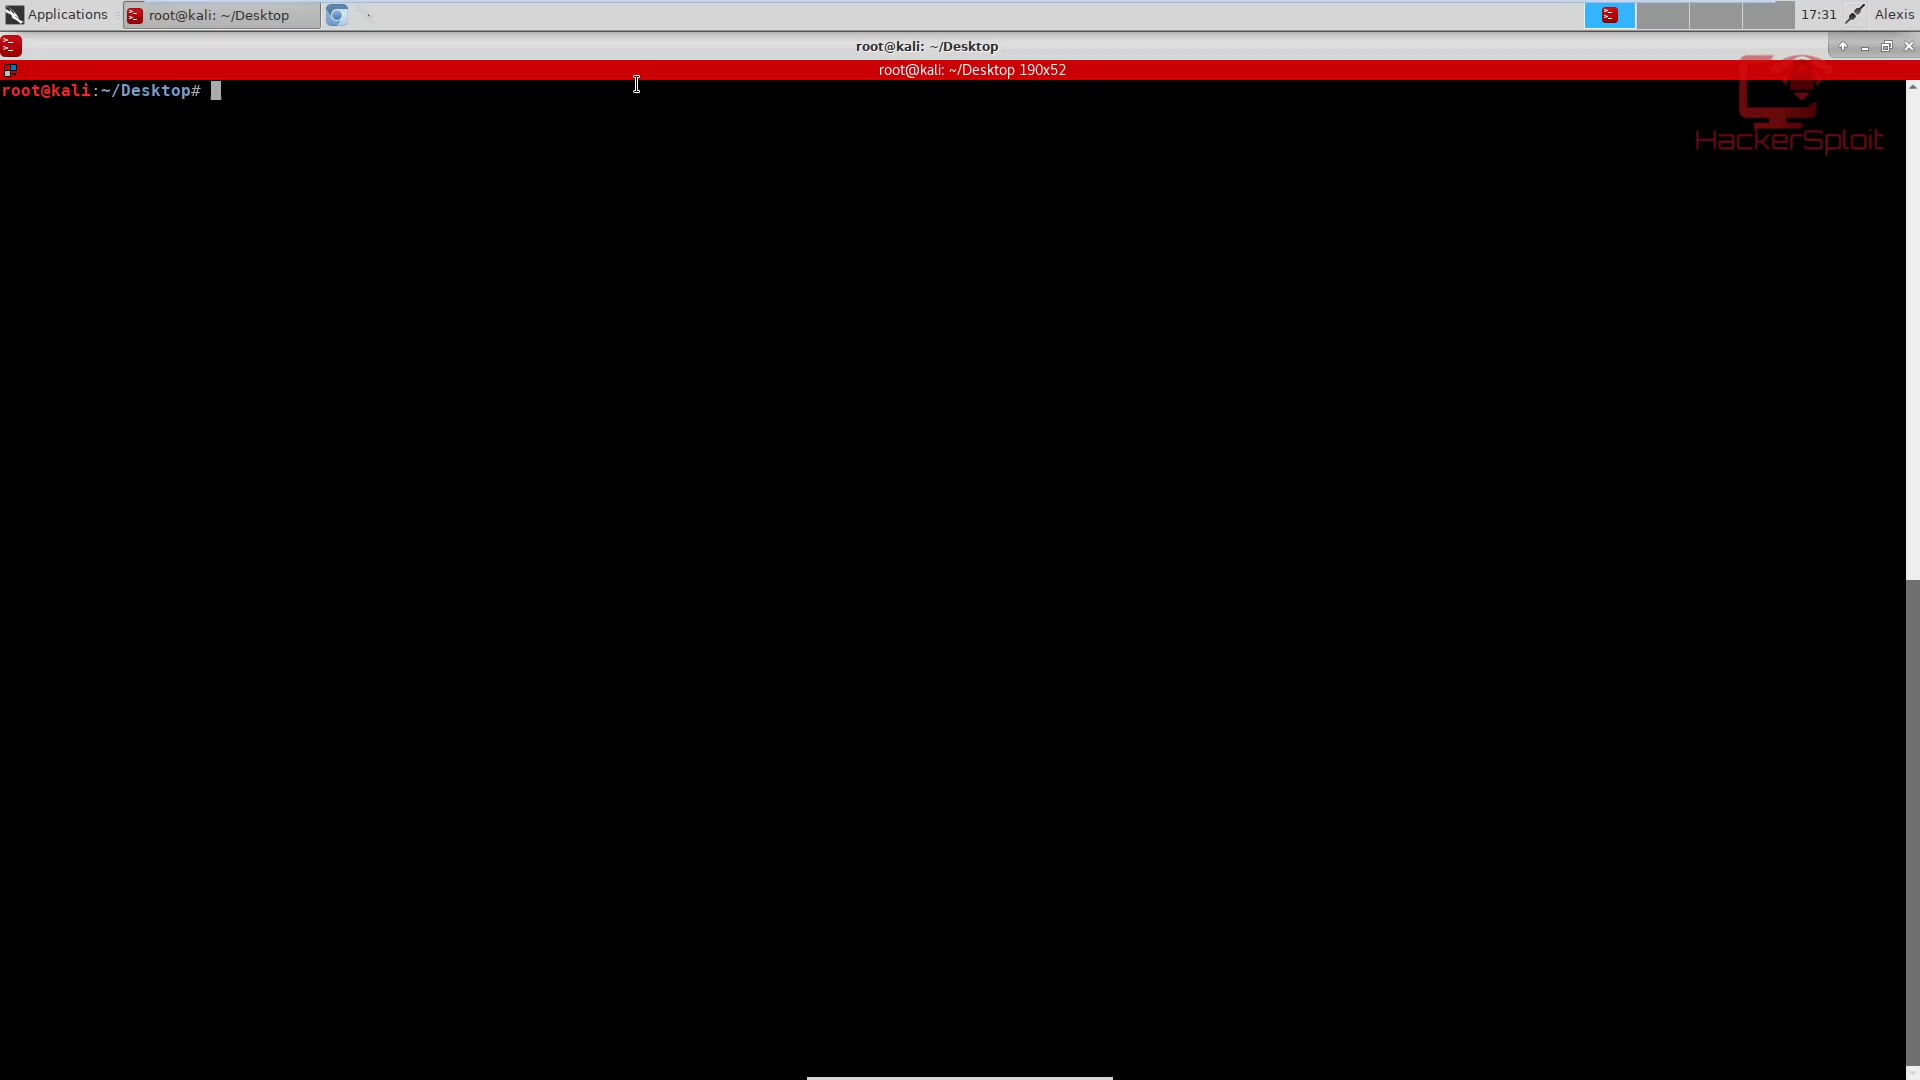 Applications
root@kali: ~/Desktop
17:31
Alexis
root@kali: ~/Desktop
root@kali: ~/Desktop 190x52
root@kali:~/Desktop#
HackerSploit